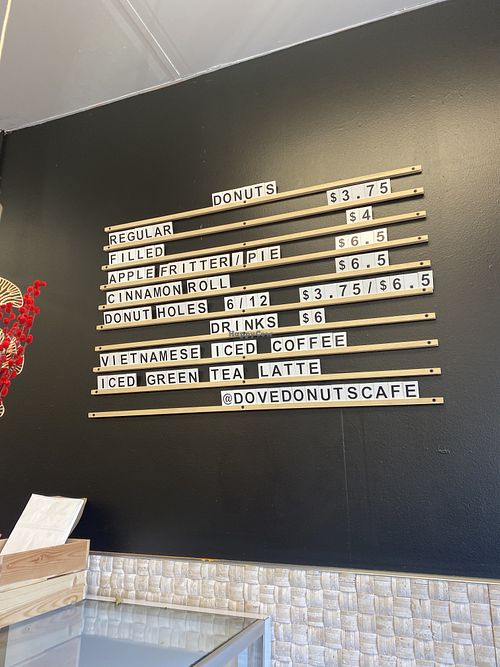 DONUTS
REGULAR $3.75
FILLED $4
APPLE FRITTER/PIE $6.5
CINNAMON ROLL $6.5
DONUT HOLES 6/12 $3.75/$6.5
DRINKS $6
VIETNAMESE ICED COFFEE
ICED GREEN TEA LATTE
@DOVEDONUTSCAFE